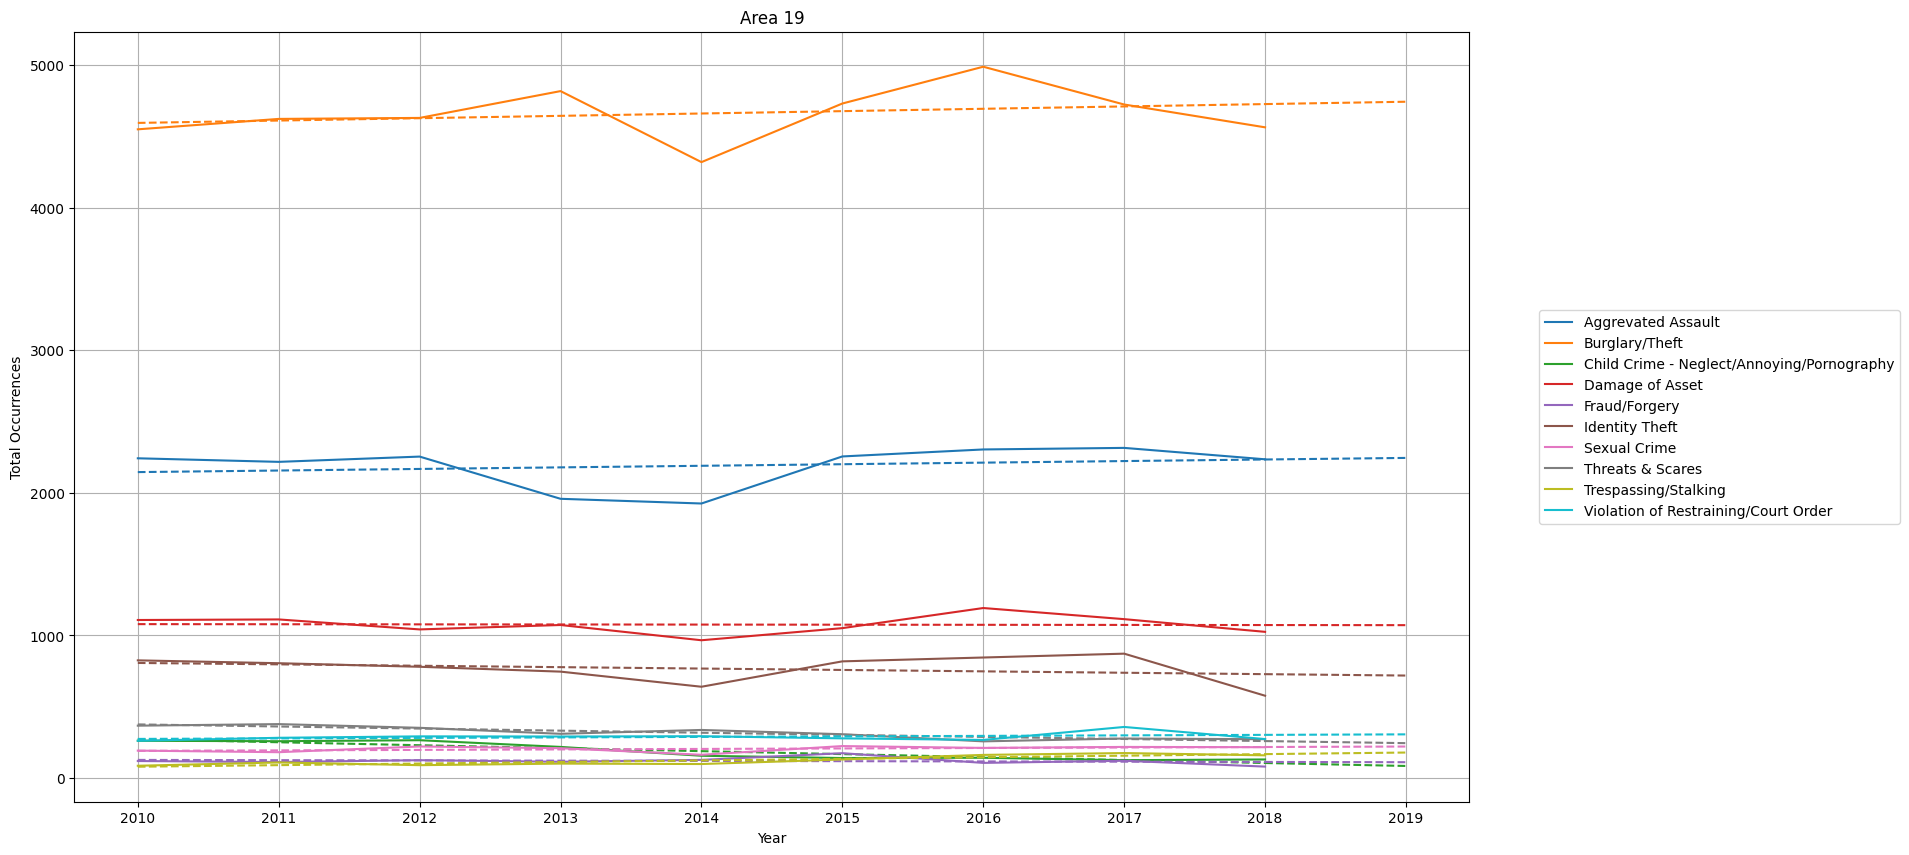 Area 19
5000
4000
3000
2000
1000
0
Total Occurrences
2010 2011 2012 2013 2014 2015 2016 2017 2018 2019
Year
Aggrevated Assault
Burglary/Theft
Child Crime - Neglect/Annoying/Pornography
Damage of Asset
Fraud/Forgery
Identity Theft
Sexual Crime
Threats & Scares
Trespassing/Stalking
Violation of Restraining/Court Order